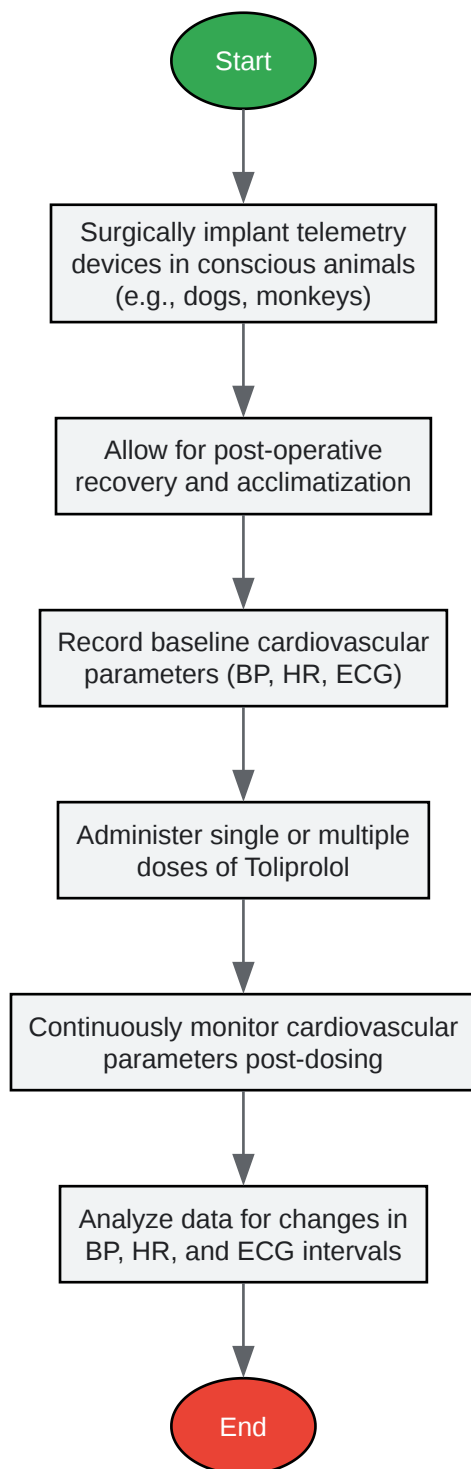 Start
Surgically implant telemetry
devices in conscious animals
(e.g., dogs, monkeys)
Allow for post-operative
recovery and acclimatization
Record baseline cardiovascular
parameters (BP, HR, ECG)
Administer single or multiple
doses of Toliprolol
Continuously monitor cardiovascular
parameters post-dosing
Analyze data for changes in
BP, HR, and ECG intervals
End